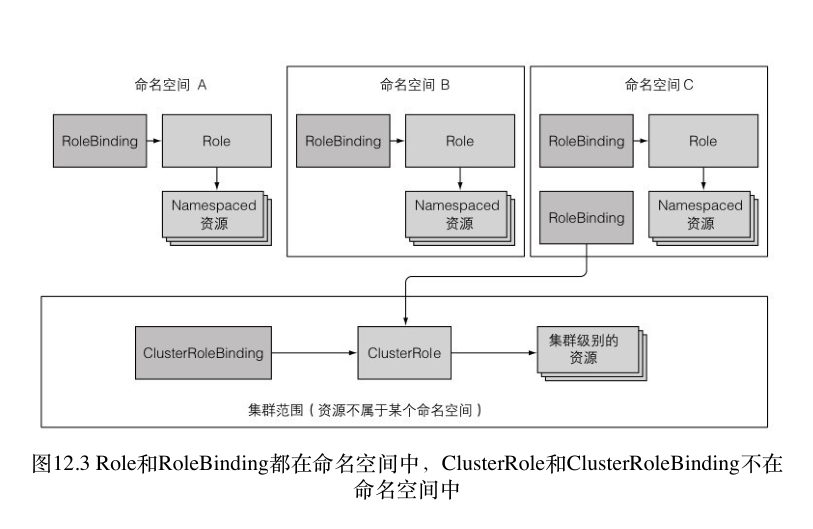 命名空间 A
命名空间 B
命名空间 C
RoleBinding
Role
RoleBinding
Role
RoleBinding
Role
Namespaced
资源
Namespaced
资源
RoleBinding
Namespaced
资源
ClusterRoleBinding
ClusterRole
集群级别的
资源
集群范围（资源不属于某个命名空间）
图12.3 Role和RoleBinding都在命名空间中，ClusterRole和ClusterRoleBinding不在
命名空间中